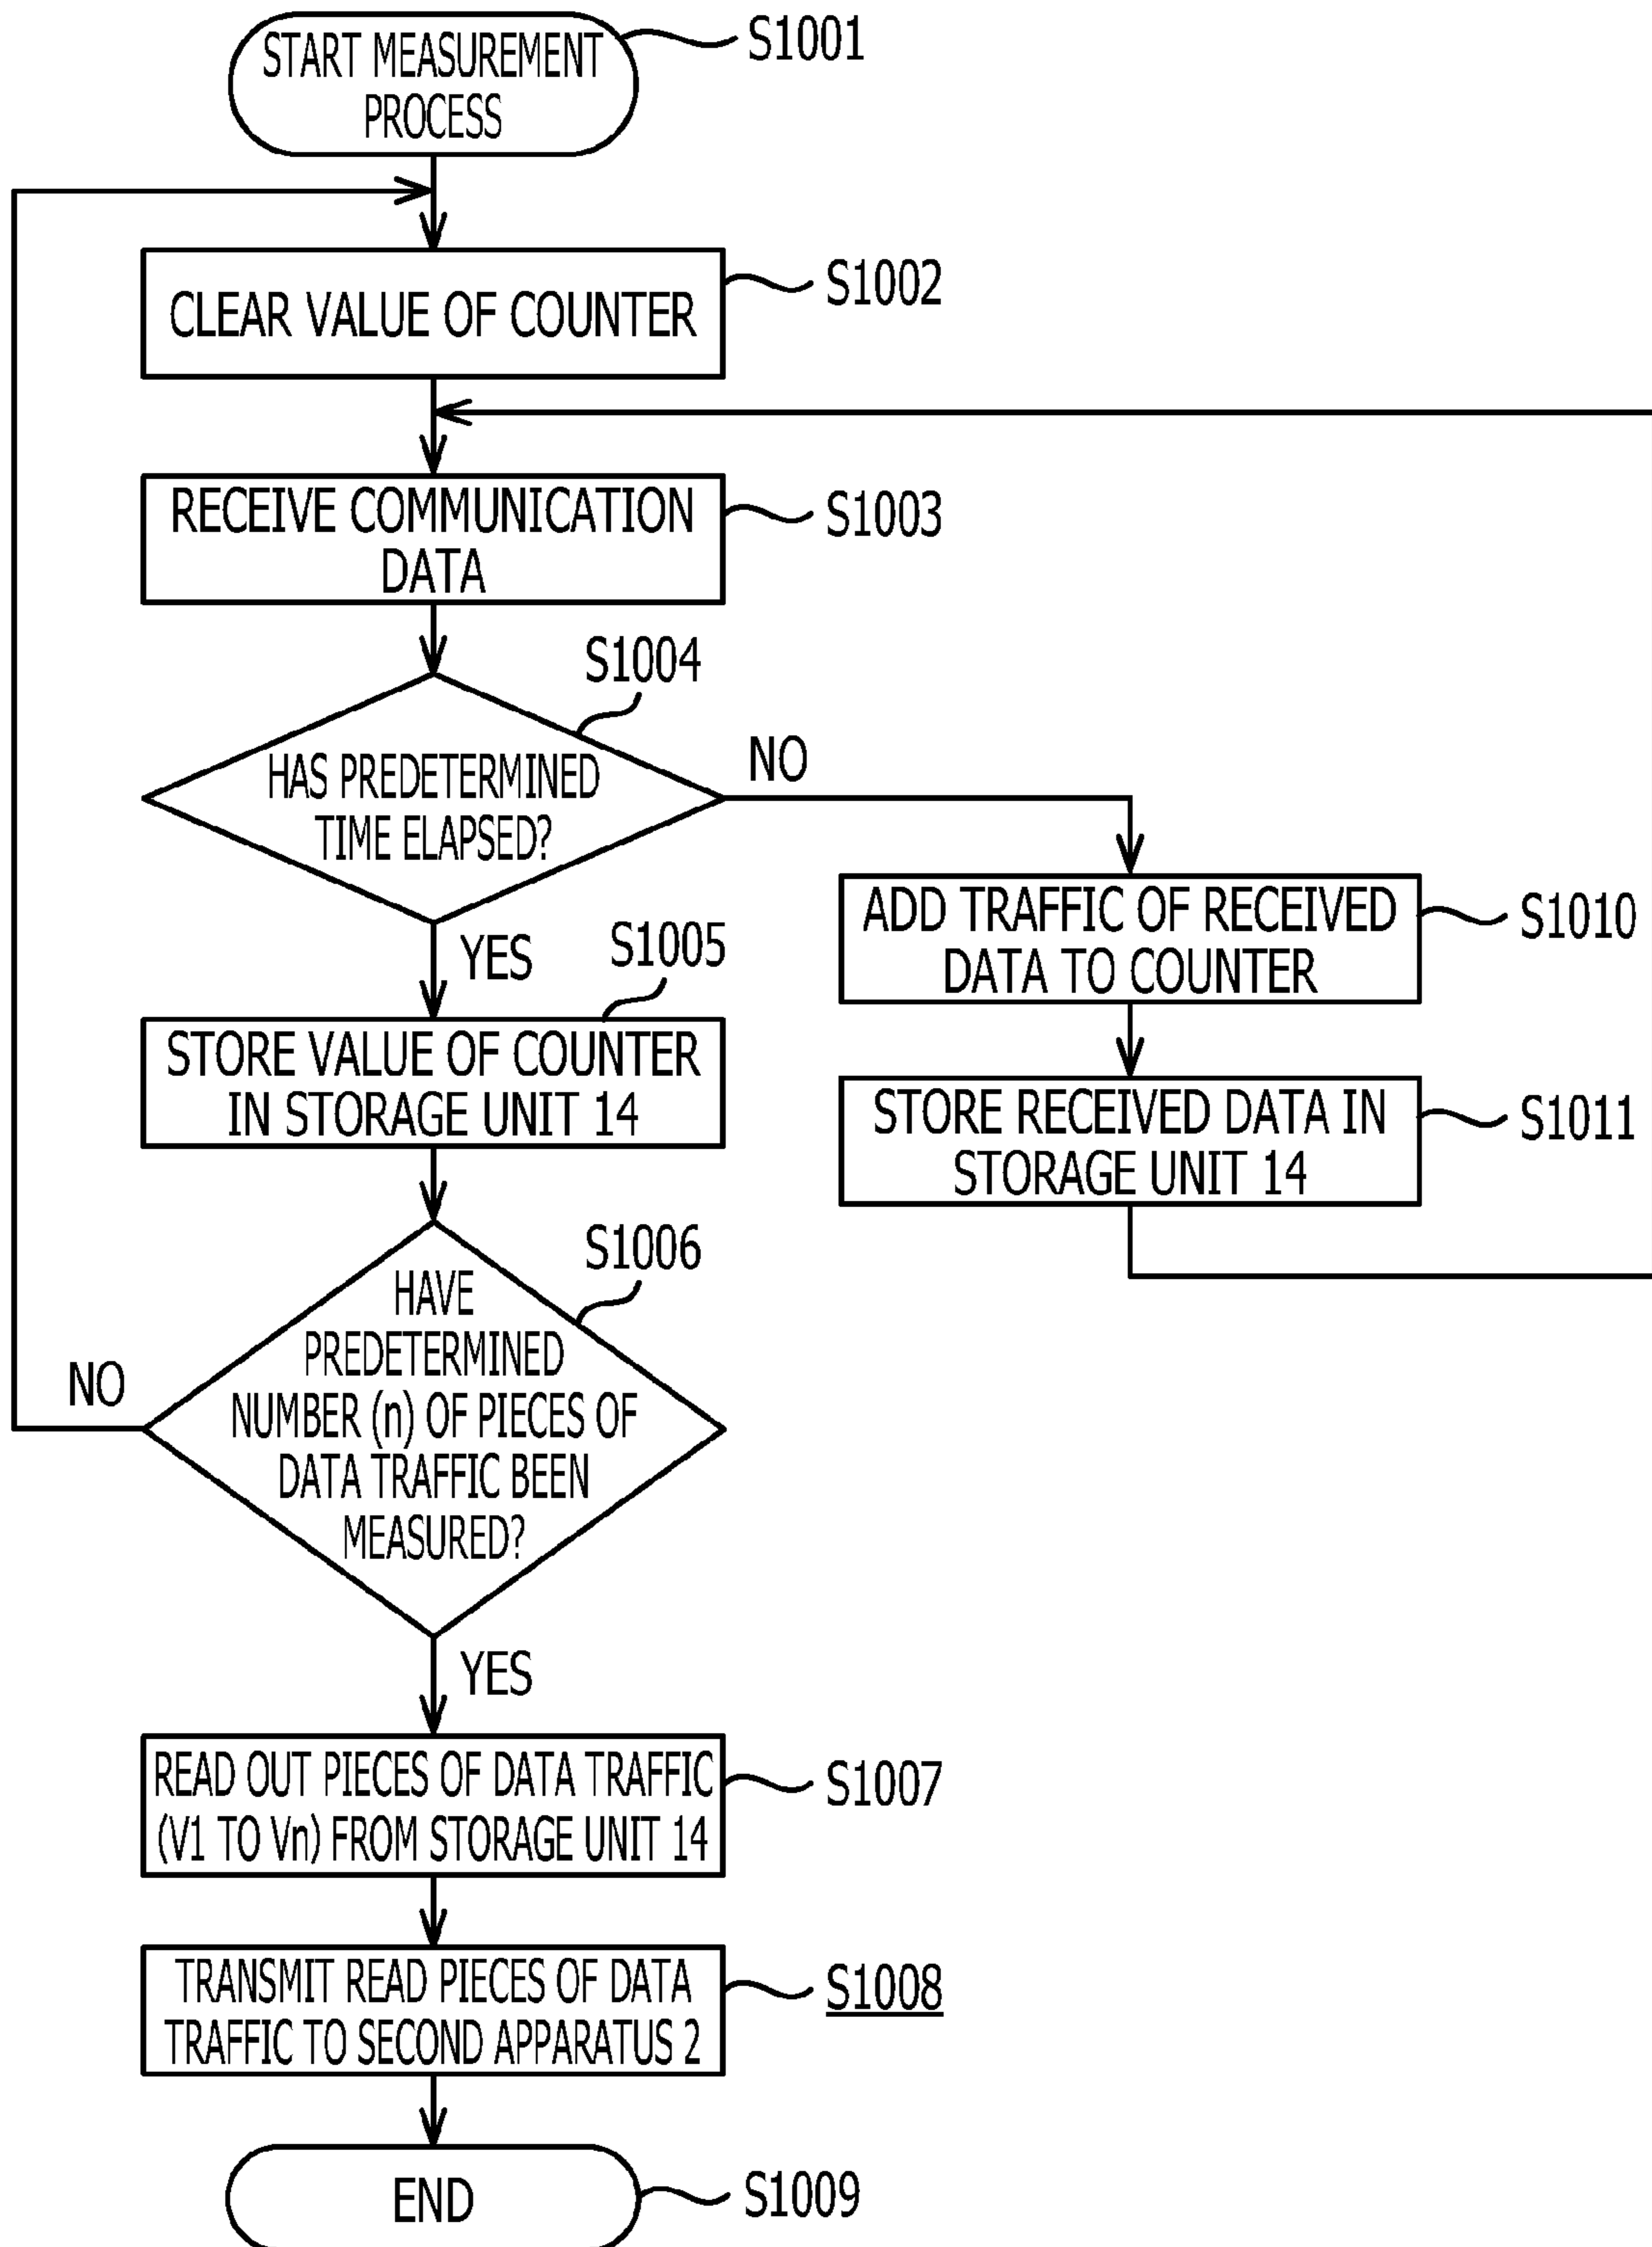 START MEASUREMENT
PROCESS
S1001
CLEAR VALUE OF COUNTER
S1002
RECEIVE COMMUNICATION
DATA
S1003
S1004
HAS PREDETERMINED
TIME ELAPSED?
NO
YES
ADD TRAFFIC OF RECEIVED
DATA TO COUNTER
S1010
S1005
STORE VALUE OF COUNTER
IN STORAGE UNIT 14
STORE RECEIVED DATA IN
STORAGE UNIT 14
S1011
S1006
HAVE
PREDETERMINED
NUMBER (n) OF PIECES OF
DATA TRAFFIC BEEN
MEASURED?
NO
YES
READ OUT PIECES OF DATA TRAFFIC
(V1 TO Vn) FROM STORAGE UNIT 14
S1007
TRANSMIT READ PIECES OF DATA
TRAFFIC TO SECOND APPARATUS 2
S1008
END
S1009